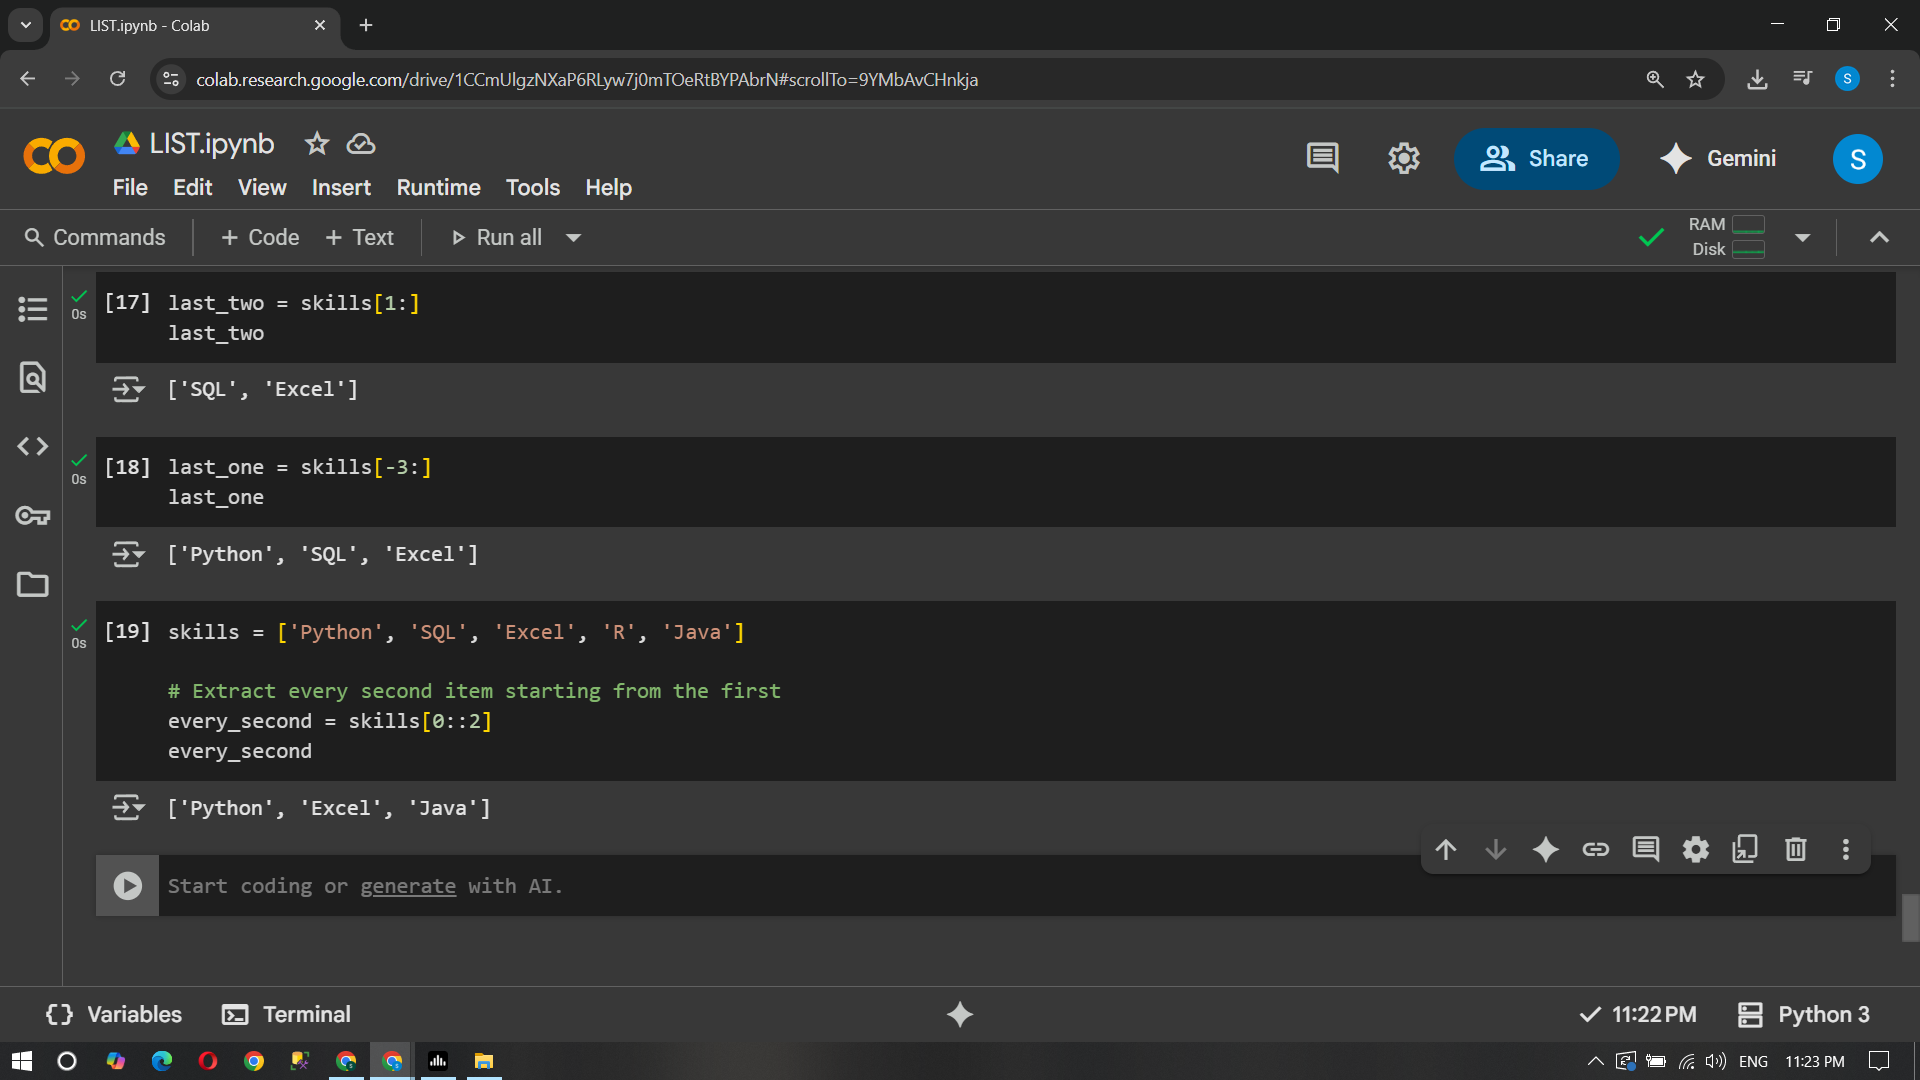 LIST.ipynb - Colab
colab.research.google.com/drive/1CCmUlgzNXaP6RLyw7j0mTOeRtBYPAbrN#scrollTo=9YMbAvCHnkja
S
LIST.ipynb
File Edit View Insert Runtime Tools Help
Share
Gemini
S
Commands + Code + Text Run all
RAM
Disk
[17] last_two = skills[1:]
last_two
0s
['SQL', 'Excel']
[18] last_one = skills[-3:]
last_one
0s
['Python', 'SQL', 'Excel']
[19] skills = ['Python', 'SQL', 'Excel', 'R', 'Java']
0s
# Extract every second item starting from the first
every_second = skills[0::2]
every_second
['Python', 'Excel', 'Java']
Start coding or generate with AI.
{} Variables Terminal
11:22 PM Python 3
ENG 11:23 PM